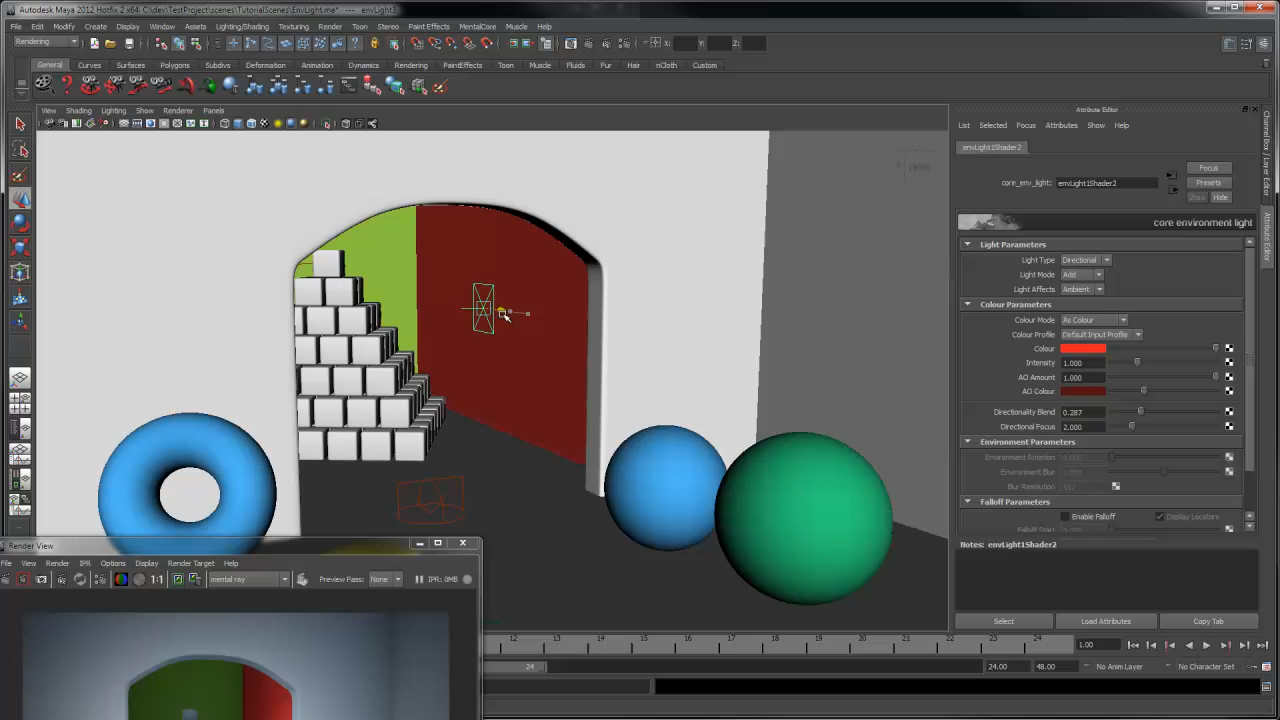 Autodesk Maya 2012 Hotfix 2 x64: C:\dev\TestProject\scenes\TutorialScenes\EnvLight.ma* --- envLight3
File Edit Modify Create Display Window Assets Lighting/Shading Texturing Render Toon Stereo Paint Effects MentalCore Muscle Help
Rendering X: Y: Z:
General Curves Surfaces Polygons Subdivs Deformation Animation Dynamics Rendering PaintEffects Toon Muscle Fluids Fur Hair nCloth Custom
View Shading Lighting Show Renderer Panels
Attribute Editor
List Selected Focus Attributes Show Help
envLight1Shader2
Focus
core_env_light: envLight1Shader2 Presets
Show Hide
core environment light
Light Parameters
Light Type Directional
Light Mode Add
Light Affects Ambient
Colour Parameters
Colour Mode As Colour
Colour Profile Default Input Profile
Colour
Intensity 1.000
AO Amount 1.000
AO Colour
Directionality Blend 0.287
Directional Focus 2.000
Environment Parameters
Environment Rotation
Environment Blur
Blur Resolution 512
Falloff Parameters
Enable Falloff Display Locators
Falloff Start
Notes: envLight1Shader2
Select Load Attributes Copy Tab
Channel Box / Layer Editor
Attribute Editor
Render View
File View Render IPR Options Display Render Target Help
1:1 mental ray Preview Pass: None IPR: 0MB
12 13 14 15 16 17 18 19 20 21 22 23 24 1.00
24 24.00 48.00 No Anim Layer No Character Set